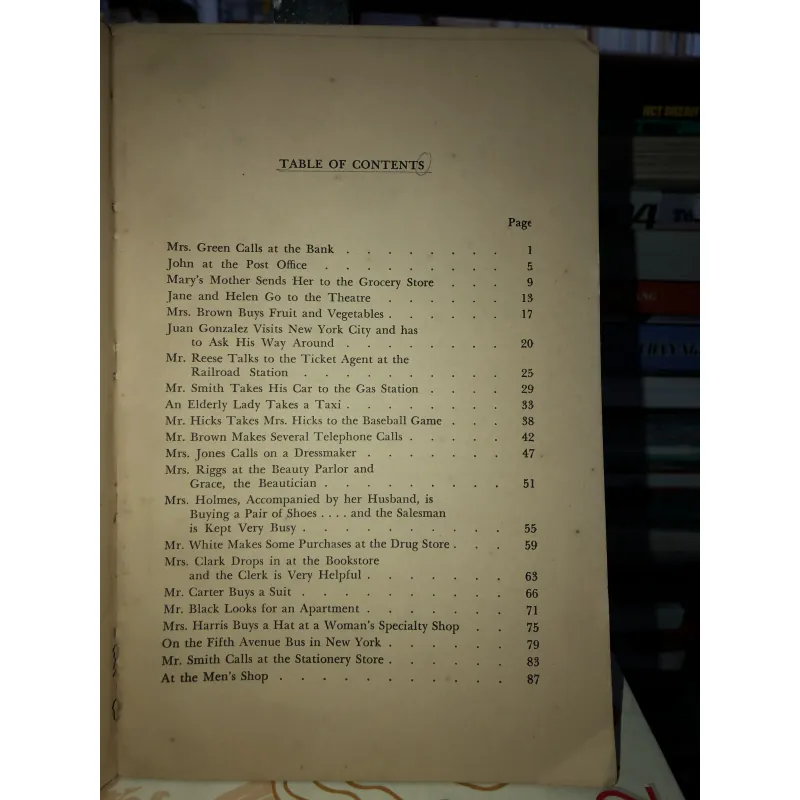 TABLE OF CONTENTS
Page
Mrs. Green Calls at the Bank . . . . . . . . 1
John at the Post Office . . . . . . . . . 5
Mary's Mother Sends Her to the Grocery Store . . . 9
Jane and Helen Go to the Theatre . . . . . . 13
Mrs. Brown Buys Fruit and Vegetables . . . . . . 17
Juan Gonzalez Visits New York City and has
to Ask His Way Around . . . . . . . . 20
Mr. Reese Talks to the Ticket Agent at the
Railroad Station . . . . . . . . . . 25
Mr. Smith Takes His Car to the Gas Station . . . . 29
An Elderly Lady Takes a Taxi . . . . . . . . 33
Mr. Hicks Takes Mrs. Hicks to the Baseball Game . . . 38
Mr. Brown Makes Several Telephone Calls . . . . . 42
Mrs. Jones Calls on a Dressmaker . . . . . . . 47
Mrs. Riggs at the Beauty Parlor and
Grace, the Beautician . . . . . . . . . 51
Mrs. Holmes, Accompanied by her Husband, is
Buying a Pair of Shoes . . . . and the Salesman
is Kept Very Busy . . . . . . . . . . 55
Mr. White Makes Some Purchases at the Drug Store . . . 59
Mrs. Clark Drops in at the Bookstore
and the Clerk is Very Helpful . . . . . . . 63
Mr. Carter Buys a Suit . . . . . . . . . 66
Mr. Black Looks for an Apartment . . . . . . . 71
Mrs. Harris Buys a Hat at a Woman's Specialty Shop . . 75
On the Fifth Avenue Bus in New York . . . . . . 79
Mr. Smith Calls at the Stationery Store . . . . . . 83
At the Men's Shop . . . . . . . . . . 87